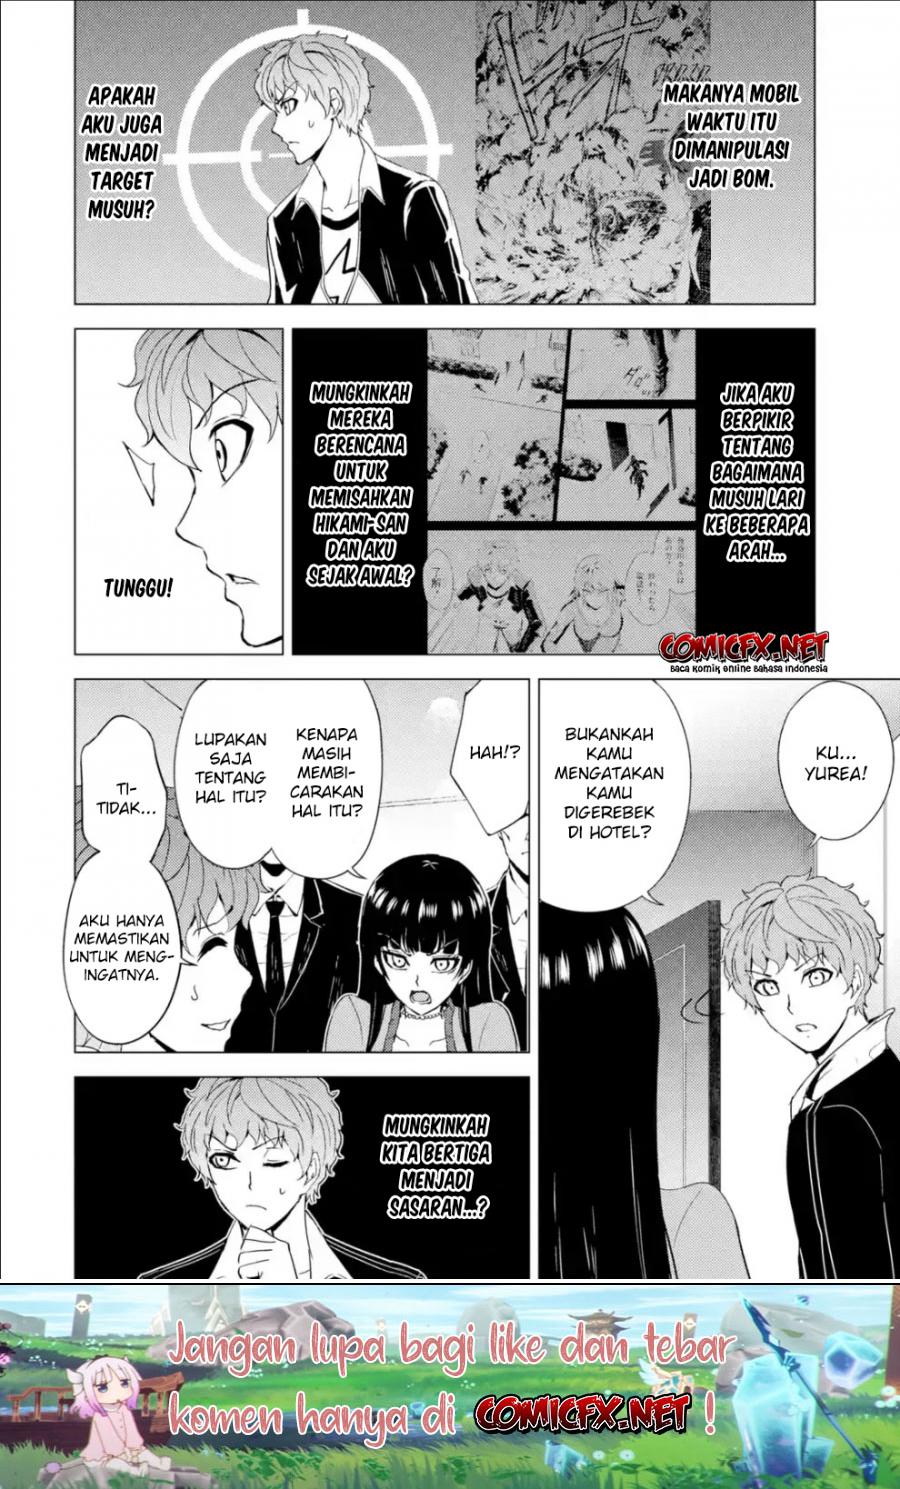 MAKANYA MOBIL
WAKTU ITU
DIMANIPULASI
JADI BOM.
APAKAH
AKU JUGA
MENJADI
TARGET
MUSUH?
JIKA AKU
BERPIKIR
TENTANG
BAGAIMANA
MUSUH LARI
KE BEBERAPA
ARAH...
MUNGKINKAH
MEREKA
BERENCANA
UNTUK
MEMISAHKAN
HIKAMI-SAN
DAN AKU
SEJAK AWAL?
TUNGGU!
COMICFX.NET
BACA KOMIK ONLINE BAHASA INDONESIA
KU...
YUREA!
BUKANKAH
KAMU
MENGATAKAN
KAMU
DIGEREBEK
DI HOTEL?
HAH!?
KENAPA
MASIH
MEMBI-
CARAKAN
HAL ITU?
LUPAKAN
SAJA
TENTANG
HAL ITU?
TI-
TIDAK...
AKU HANYA
MEMASTIKAN
UNTUK MENG-
INGATNYA.
MUNGKINKAH
KITA BERTIGA
MENJADI
SASARAN...?
Jangan lupa bagi like dan tebar
komen hanya di COMICFX.NET !